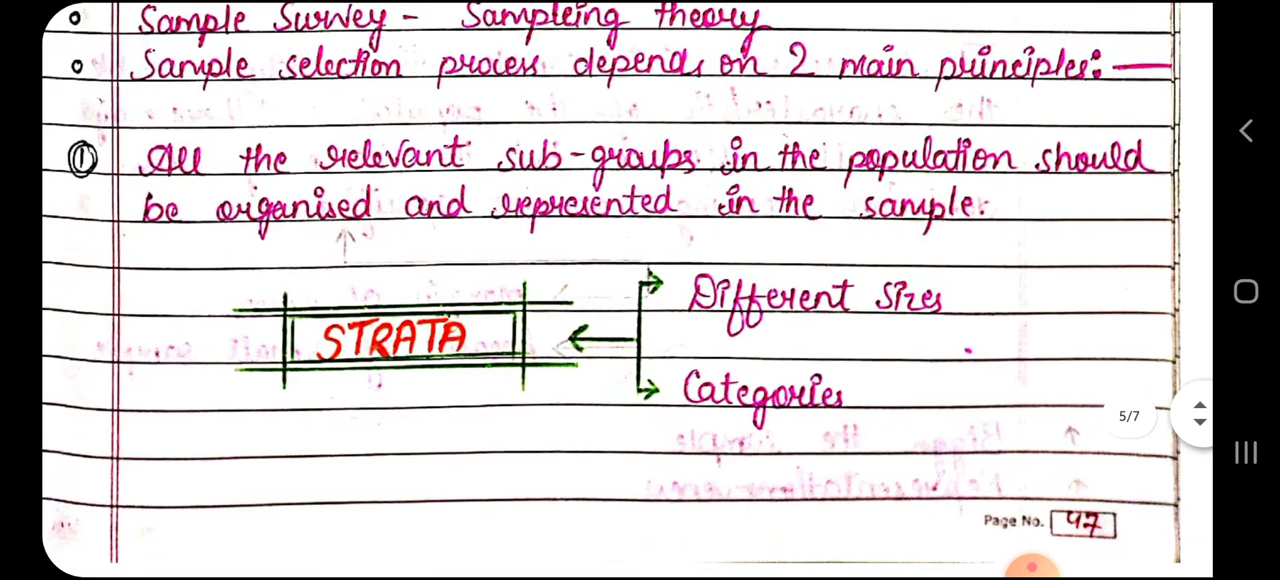 Sample Survey - Sampleing theory
Sample selection process depends on 2 main principles:—
① All the relevant sub-groups in the population should
be organised and represented in the sample.
STRATA
Different sizes
Categories
5/7
Page No. 47